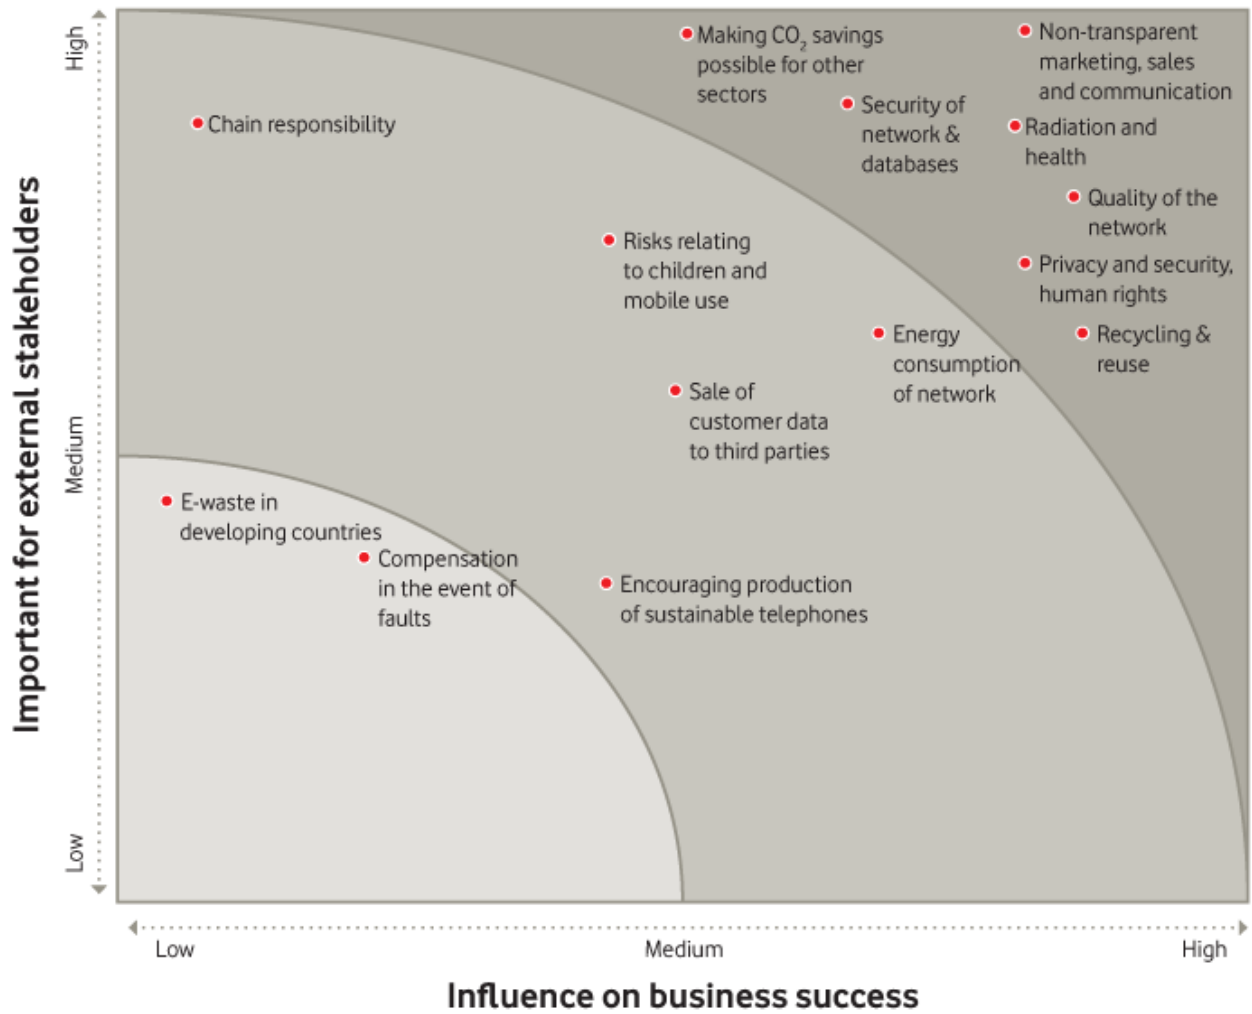 High
Medium
Low
Important for external stakeholders
Making CO₂ savings
possible for other
sectors
Non-transparent
marketing, sales
and communication
Security of
network &
databases
Chain responsibility
Radiation and
health
Quality of the
network
Risks relating
to children and
mobile use
Privacy and security,
human rights
Energy
consumption
of network
Recycling &
reuse
Sale of
customer data
to third parties
E-waste in
developing countries
Compensation
in the event of
faults
Encouraging production
of sustainable telephones
Low
Medium
High
Influence on business success